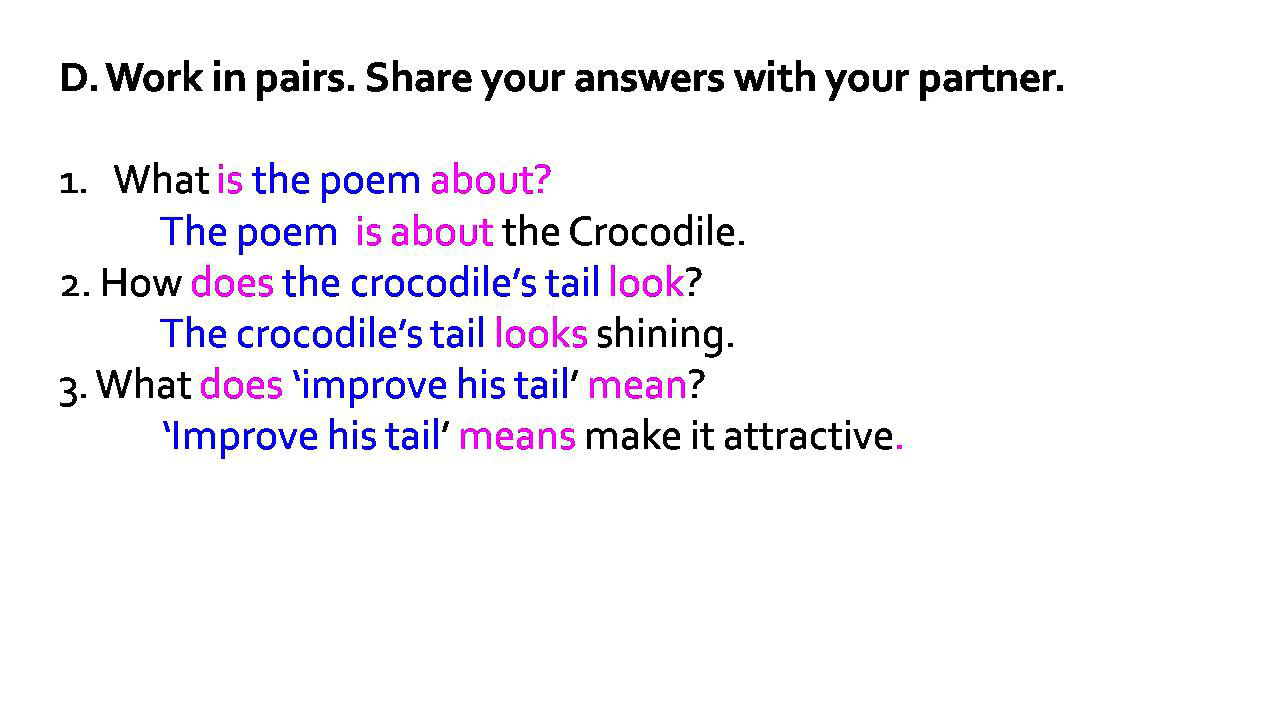 D. Work in pairs. Share your answers with your partner.
1. What is the poem about?
The poem is about the Crocodile.
2. How does the crocodile’s tail look?
The crocodile’s tail looks shining.
3. What does ‘improve his tail’ mean?
‘Improve his tail’ means make it attractive.